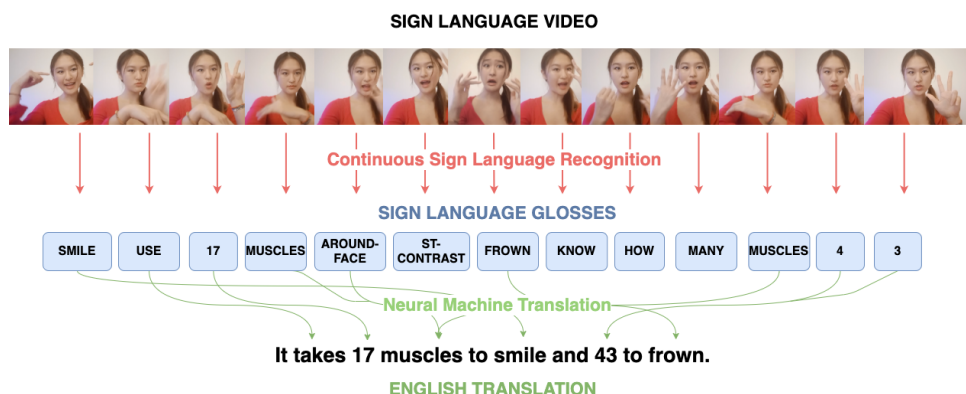 SIGN LANGUAGE VIDEO
Continuous Sign Language Recognition
SIGN LANGUAGE GLOSSES
SMILE
USE
17
MUSCLES
AROUND-
FACE
ST-
CONTRAST
FROWN
KNOW
HOW
MANY
MUSCLES
4
3
Neural Machine Translation
It takes 17 muscles to smile and 43 to frown.
ENGLISH TRANSLATION